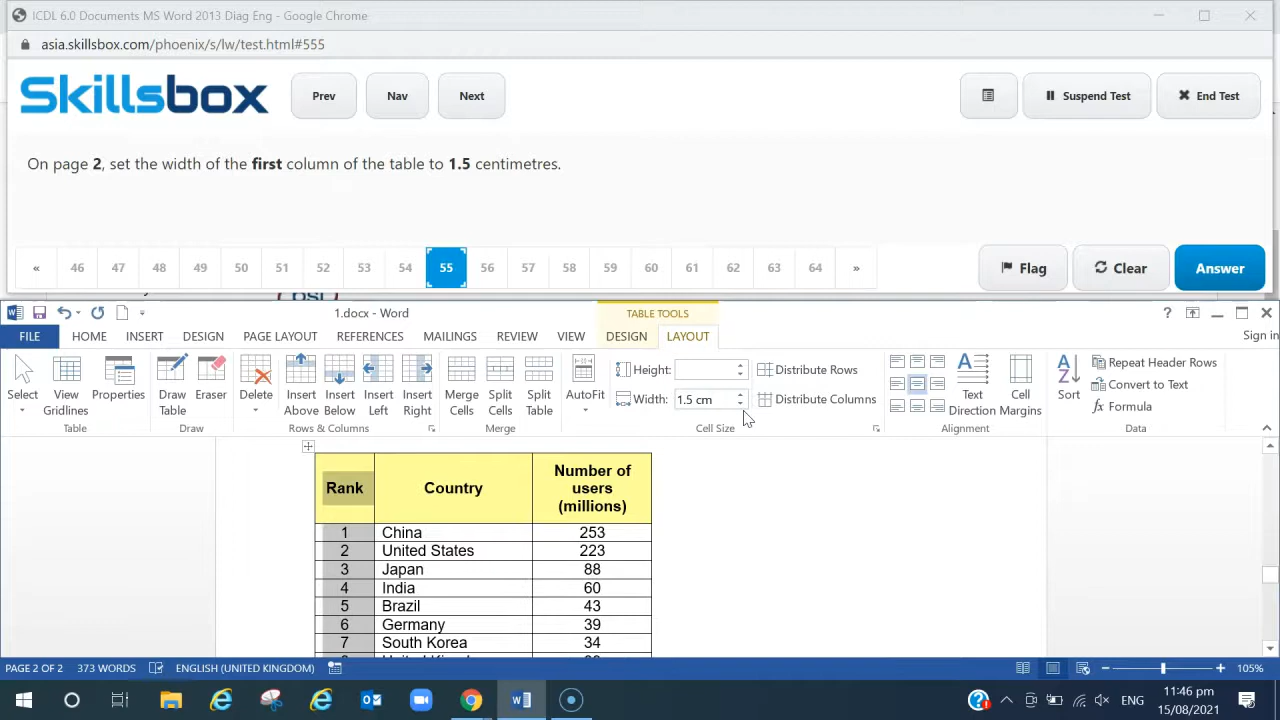 ICDL 6.0 Documents MS Word 2013 Diag Eng - Google Chrome
asia.skillsbox.com/phoenix/s/lw/test.html#555
Skillsbox
Prev
Nav
Next
Suspend Test
End Test
On page 2, set the width of the first column of the table to 1.5 centimetres.
« 46 47 48 49 50 51 52 53 54 55 56 57 58 59 60 61 62 63 64 »
Flag
Clear
Answer
1.docx - Word
TABLE TOOLS
?
FILE HOME INSERT DESIGN PAGE LAYOUT REFERENCES MAILINGS REVIEW VIEW DESIGN LAYOUT
Sign in
Select
View Gridlines
Properties
Table
Draw Table
Eraser
Draw
Delete
Insert Above
Insert Below
Insert Left
Insert Right
Rows & Columns
Merge Cells
Split Cells
Split Table
Merge
AutoFit
Height:
Width: 1.5 cm
Distribute Rows
Distribute Columns
Cell Size
Text Direction
Cell Margins
Alignment
Sort
Repeat Header Rows
Convert to Text
Formula
Data
Rank Country Number of users (millions)
1 China 253
2 United States 223
3 Japan 88
4 India 60
5 Brazil 43
6 Germany 39
7 South Korea 34
PAGE 2 OF 2 373 WORDS ENGLISH (UNITED KINGDOM)
105%
ENG
11:46 pm
15/08/2021